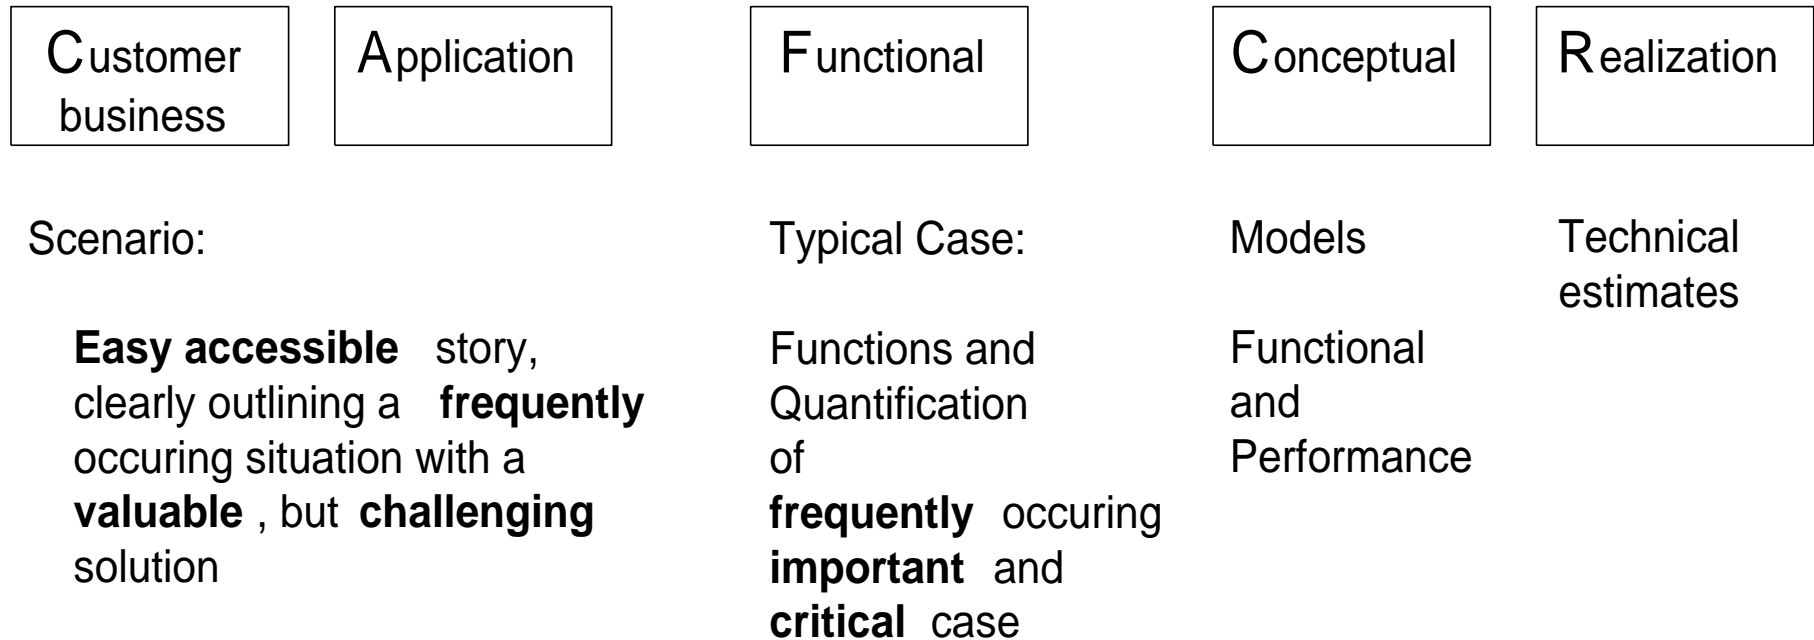 Customer
business
Application
Functional
Conceptual
Realization
Scenario:
Easy accessible story,
clearly outlining a frequently
occuring situation with a
valuable , but challenging
solution
Typical Case:
Functions and
Quantification
of
frequently occuring
important and
critical case
Models
Functional
and
Performance
Technical
estimates